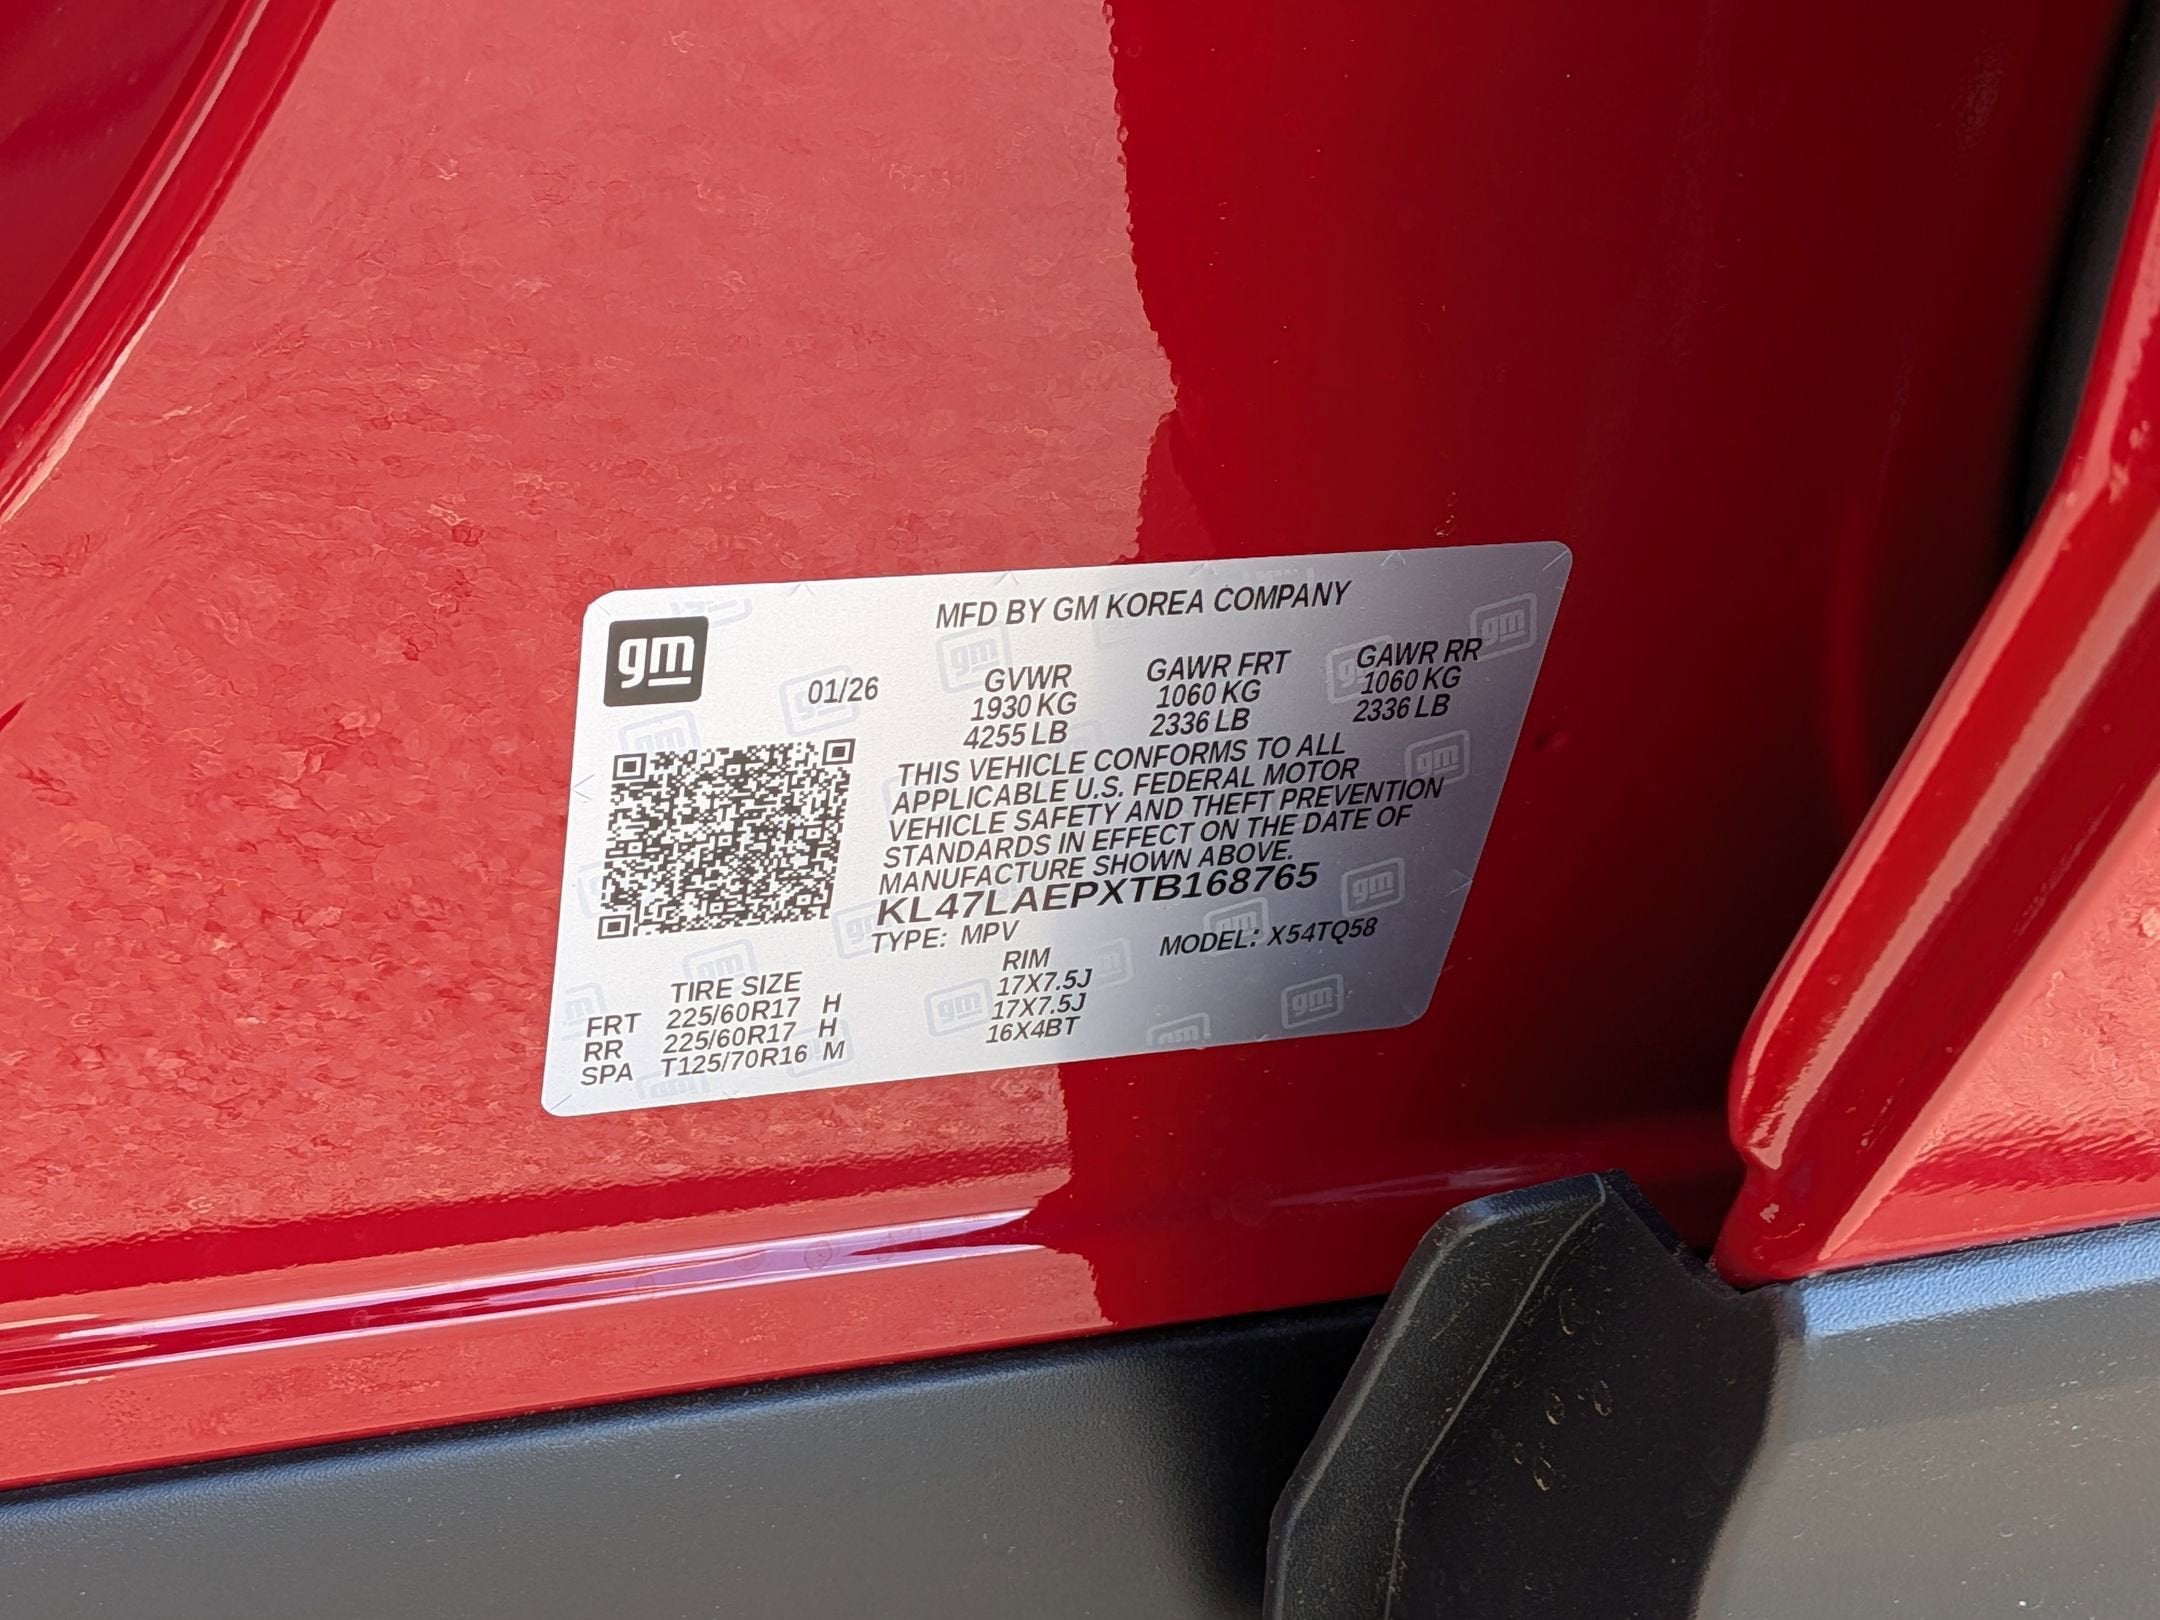 MFD BY GM KOREA COMPANY
gm
01/26 GVWR GAWR FRT GAWR RR
1930 KG 1060 KG 1060 KG
4255 LB 2336 LB 2336 LB
THIS VEHICLE CONFORMS TO ALL
APPLICABLE U.S. FEDERAL MOTOR
VEHICLE SAFETY AND THEFT PREVENTION
STANDARDS IN EFFECT ON THE DATE OF
MANUFACTURE SHOWN ABOVE.
KL47LAEPXTB168765
TYPE: MPV MODEL: X54TQ58
TIRE SIZE RIM
FRT 225/60R17 H 17X7.5J
RR 225/60R17 H 17X7.5J
SPA T125/70R16 M 16X4BT